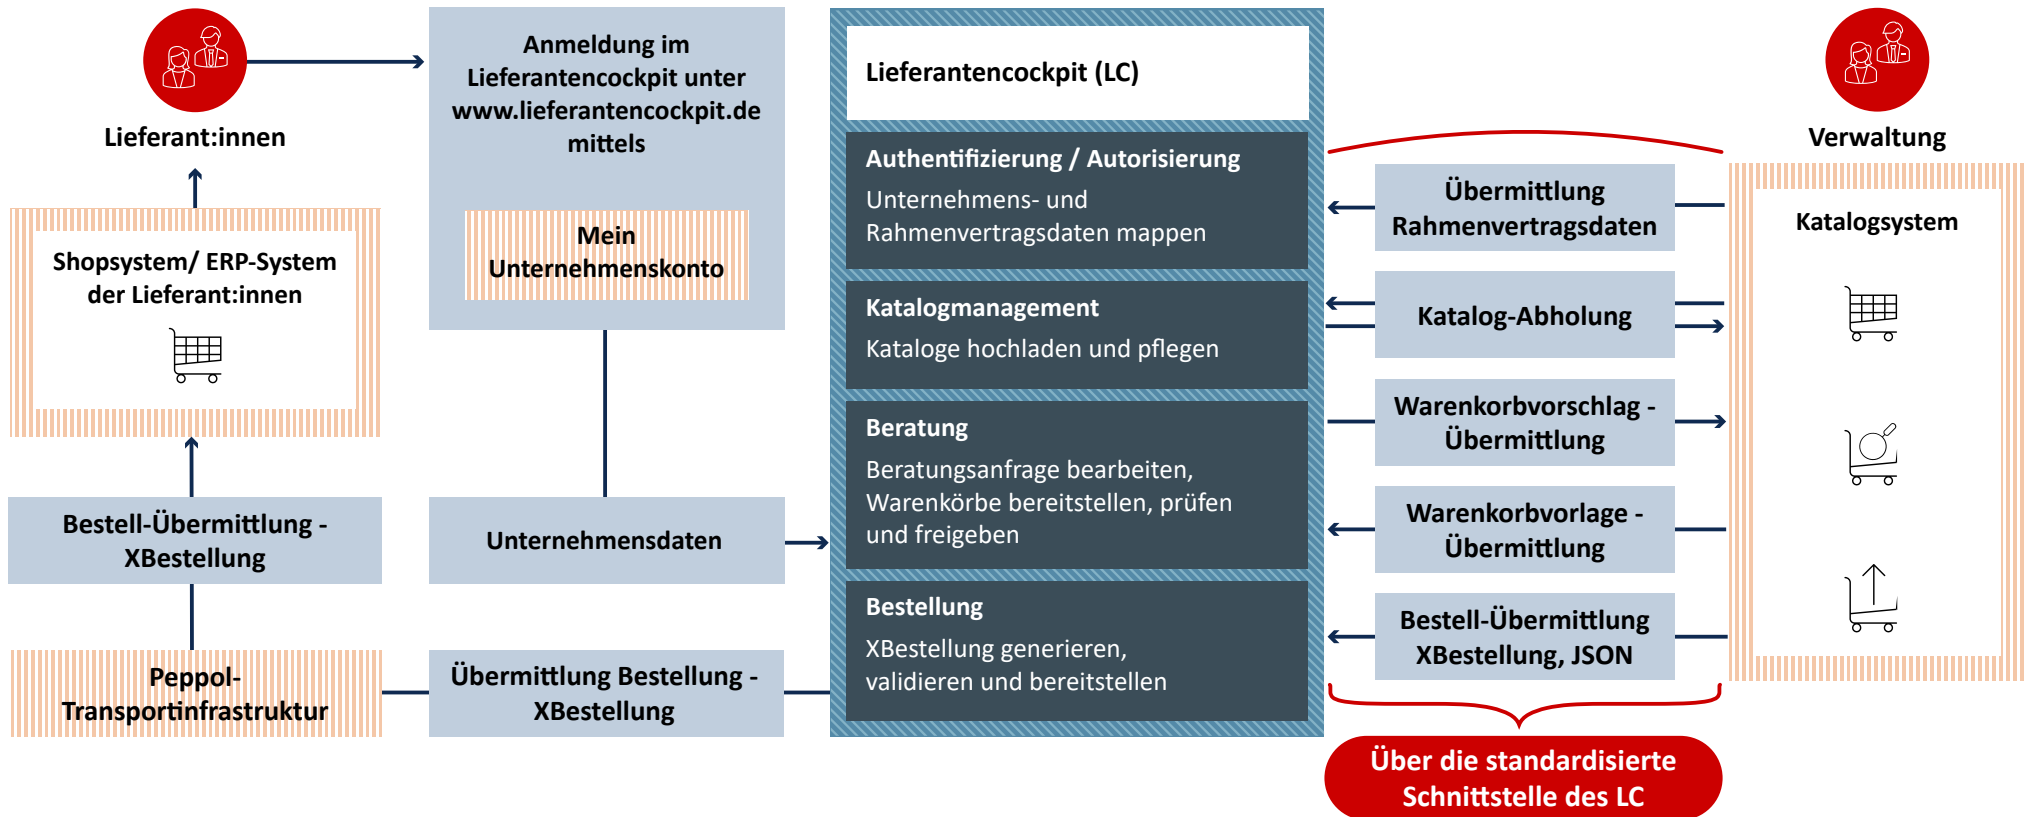 Lieferant:innen
Shopsystem/ ERP-System
der Lieferant:innen
Bestell-Übermittlung -
XBestellung
Peppol-
Transportinfrastruktur
Anmeldung im
Lieferantencockpit unter
www.lieferantencockpit.de
mittels
Mein
Unternehmenskonto
Unternehmensdaten
Übermittlung Bestellung -
XBestellung
Lieferantencockpit (LC)
Authentifizierung / Autorisierung
Unternehmens- und
Rahmenvertragsdaten mappen
Katalogmanagement
Kataloge hochladen und pflegen
Beratung
Beratungsanfrage bearbeiten,
Warenkörbe bereitstellen, prüfen
und freigeben
Bestellung
XBestellung generieren,
validieren und bereitstellen
Übermittlung
Rahmenvertragsdaten
Katalog-Abholung
Warenkorbvorschlag -
Übermittlung
Warenkorbvorlage -
Übermittlung
Bestell-Übermittlung
XBestellung, JSON
Über die standardisierte
Schnittstelle des LC
Verwaltung
Katalogsystem